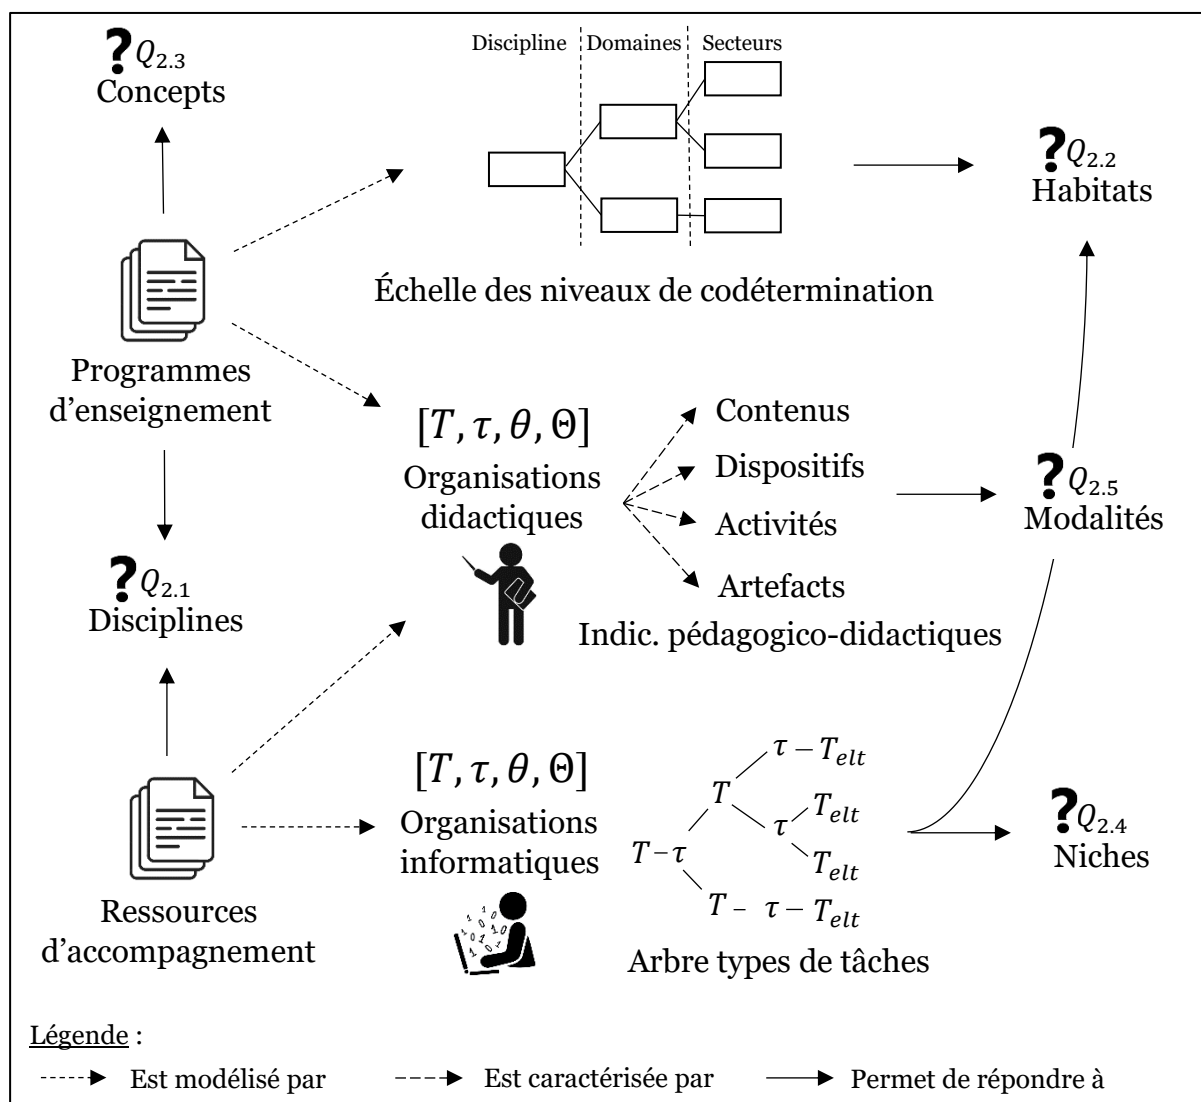 ?Q2.3
Concepts
Discipline Domaines Secteurs
?Q2.2
Habitats
Échelle des niveaux de codétermination
Programmes
d’enseignement
[T, τ, θ, Θ]
Organisations
didactiques
Contenus
Dispositifs
Activités
Artefacts
Indic. pédagogico-didactiques
?Q2.5
Modalités
?Q2.1
Disciplines
[T, τ, θ, Θ]
Organisations
informatiques
τ – Telt
T
τ
Telt
Telt
T – τ
T – τ – Telt
Arbre types de tâches
?Q2.4
Niches
Ressources
d’accompagnement
Légende :
Est modélisé par
Est caractérisée par
Permet de répondre à